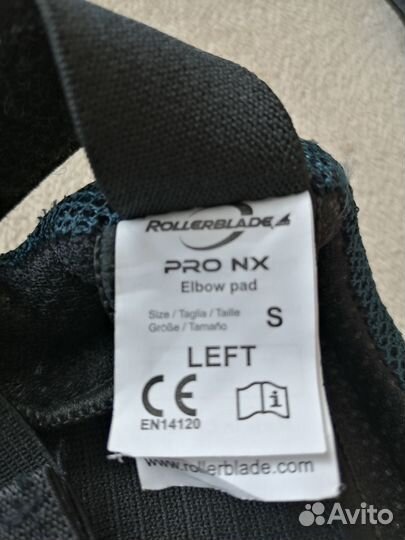 ROLLERBLADE
PRO NX
Elbow pad
Size / Taglia / Taille
Größe / Tamaño
S
LEFT
CE
EN14120
i
www.rollerblade.com
Avito